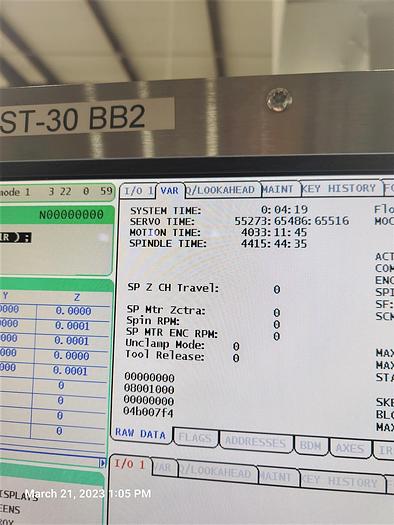 ST-30 BB2
mode 1 3 22 0 59
I/O 1 VAR Q/LOOKAHEAD MAINT KEY HISTORY
N00000000
SYSTEM TIME: 0:04:19
SERVO TIME: 55273:65486:65516
MOTION TIME: 4033:11:45
SPINDLE TIME: 4415:44:35
Y Z
0000 0.0000
0000 0.0001
0000 0.0001
0000 0.0000
0000 0.0001
0 0
0 0
0 0
0 0
SP Z CH Travel: 0
SP Mtr Zctra: 0
Spin RPM: 0
SP MTR ENC RPM: 0
Unclamp Mode: 0
Tool Release: 0
00000000
08001000
00000000
04b007f4
RAW DATA FLAGS ADDRESSES BDM AXES
I/O 1 VAR Q/LOOKAHEAD MAINT KEY HISTORY
March 21, 2023 1:05 PM